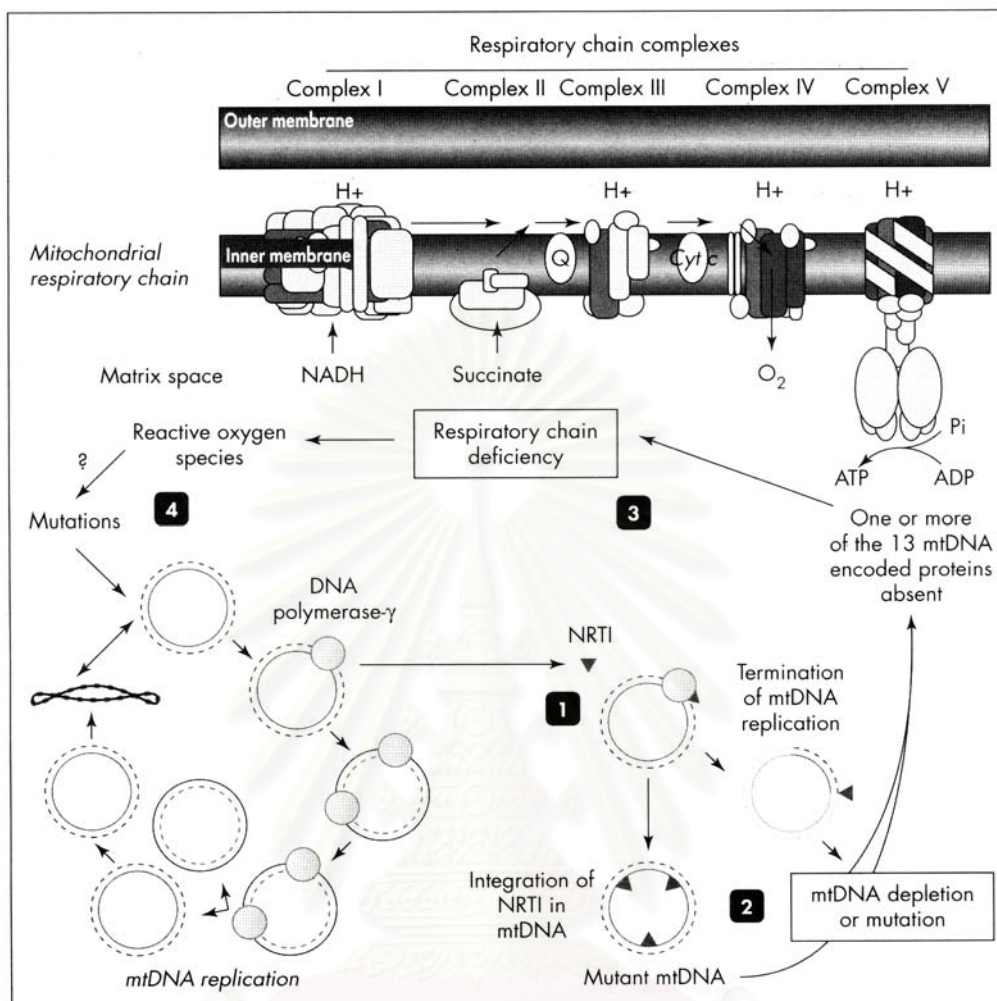 Respiratory chain complexes
Complex I
Complex II
Complex III
Complex IV
Complex V
Outer membrane
H+
H+
H+
H+
Mitochondrial
respiratory chain
Inner membrane
Q
Cyt c
Matrix space
NADH
Succinate
O2
Pi
ATP
ADP
Reactive oxygen
species
Respiratory chain
deficiency
?
4
Mutations
3
One or more
of the 13 mtDNA
encoded proteins
absent
DNA
polymerase-γ
NRTI
1
Termination
of mtDNA
replication
Integration of
NRTI in
mtDNA
2
mtDNA depletion
or mutation
mtDNA replication
Mutant mtDNA